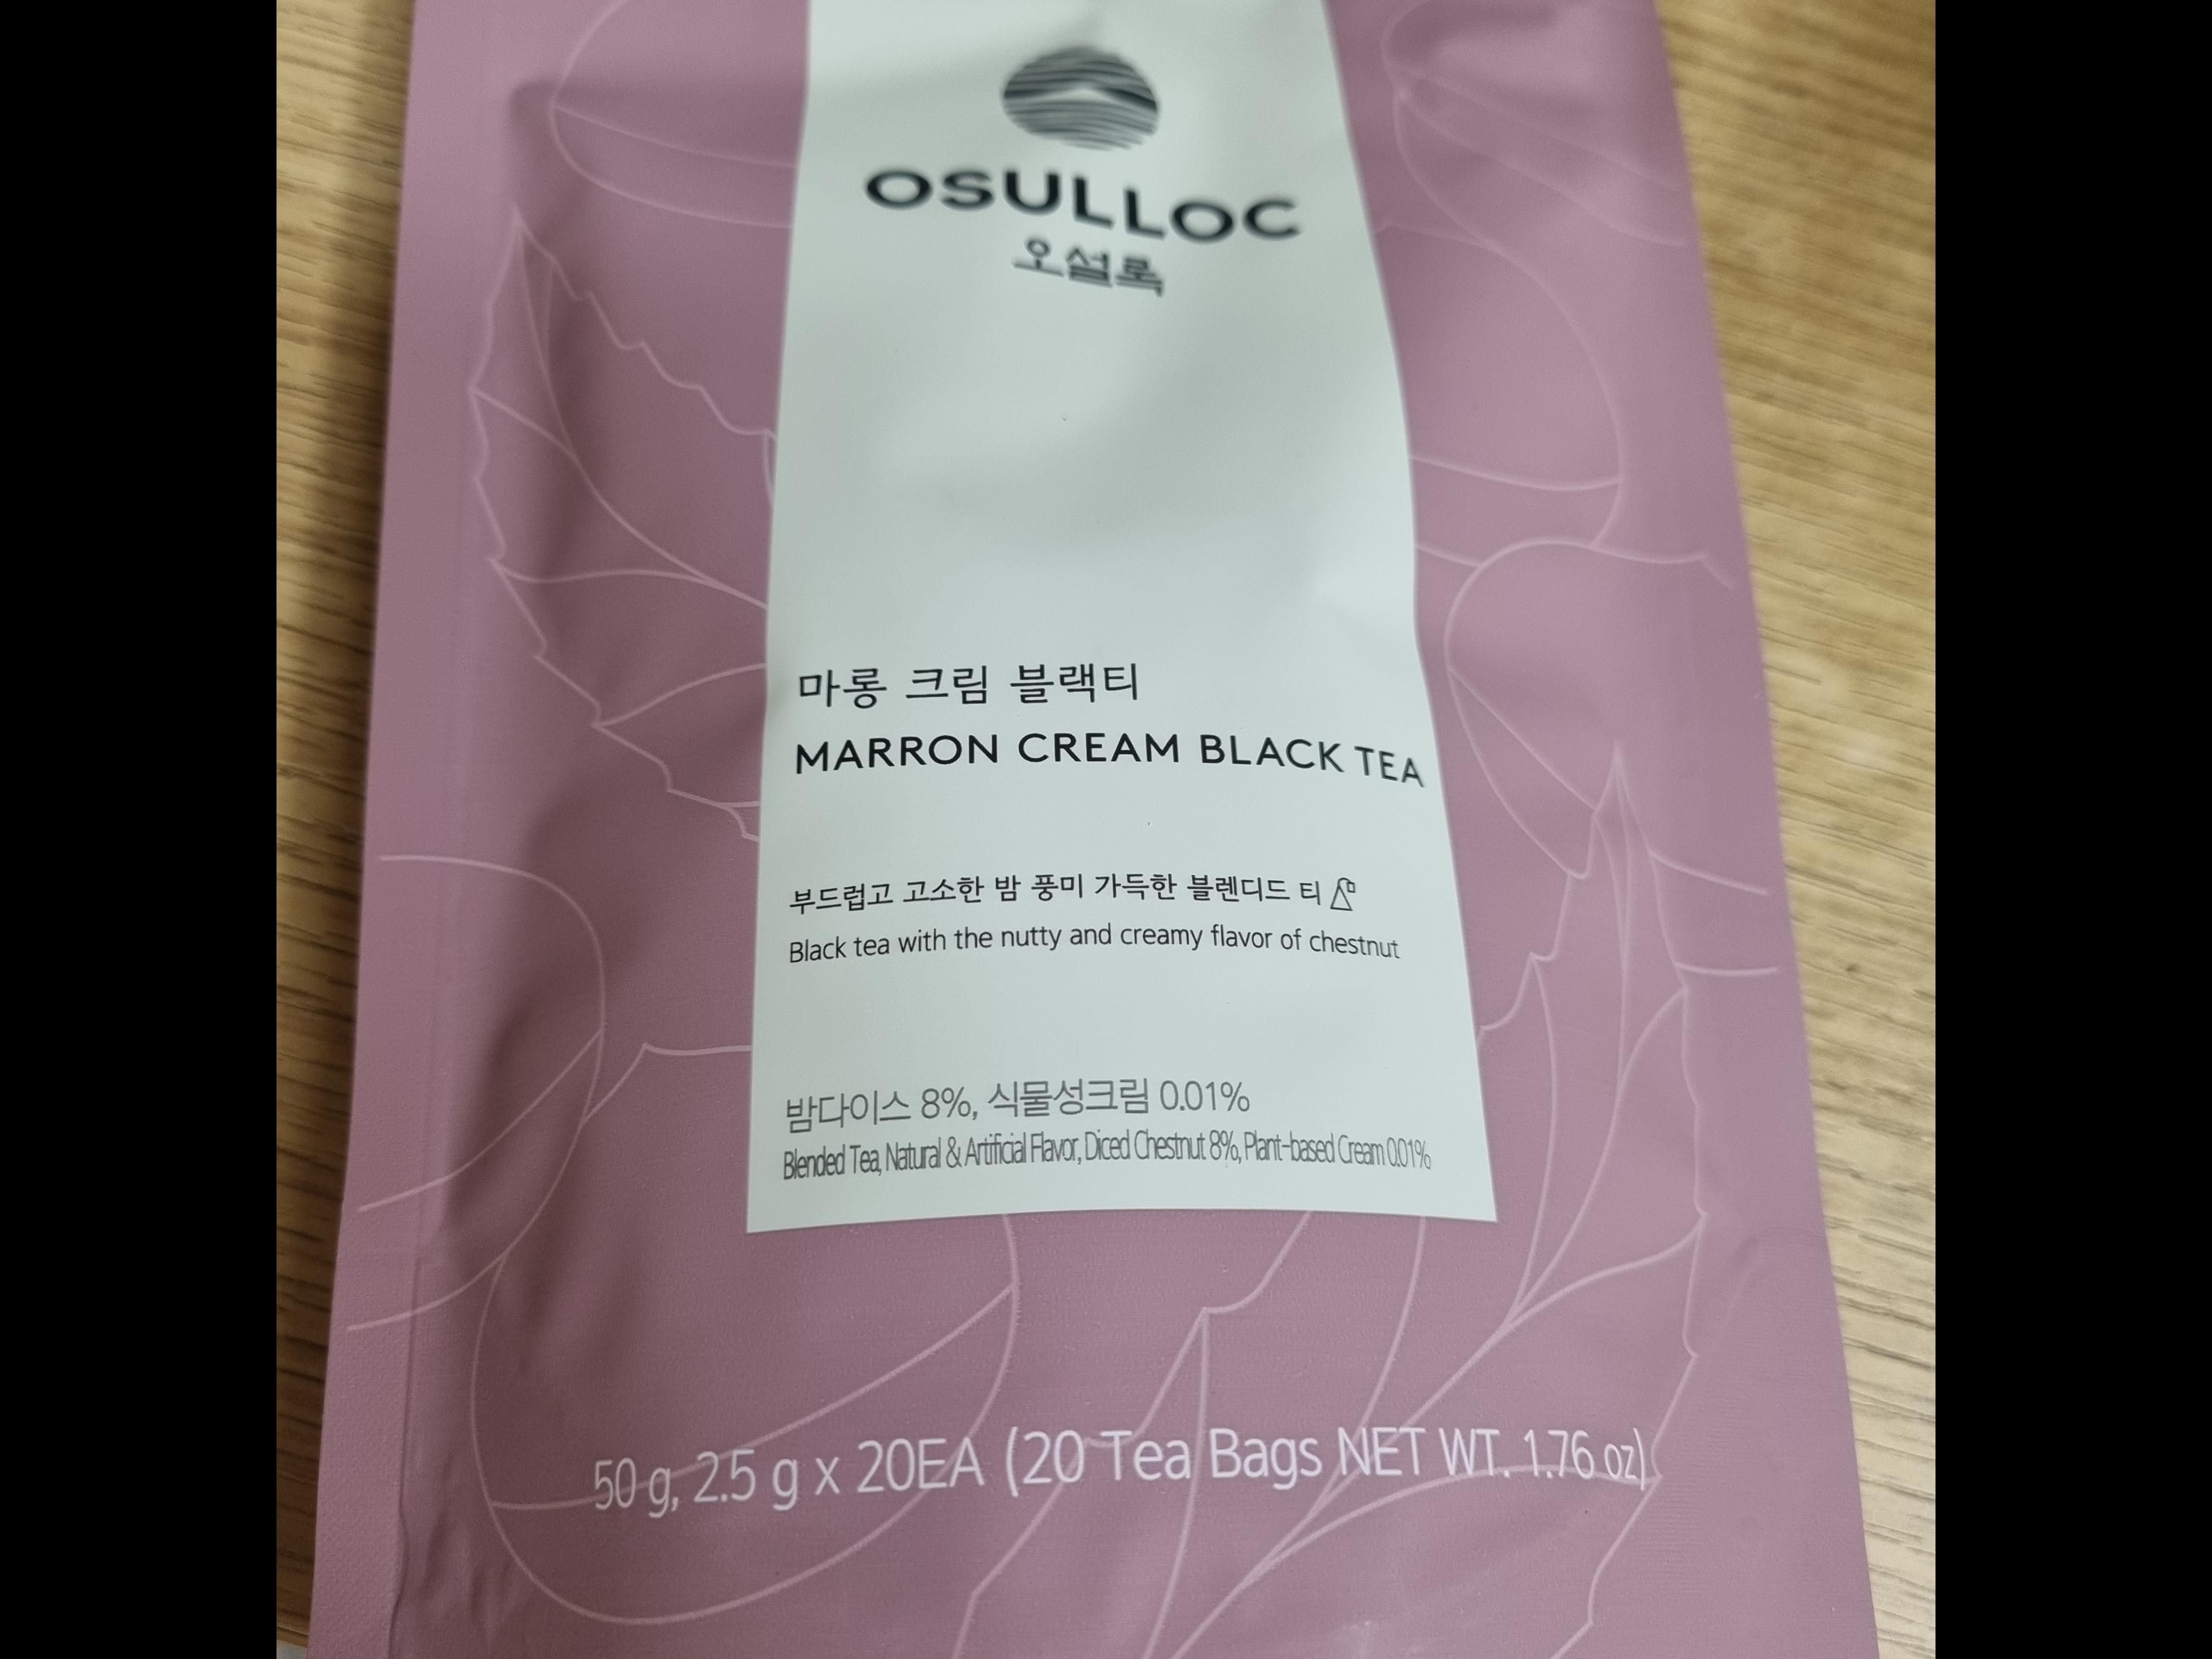 OSULLOC
오설록
마롱 크림 블랙티
MARRON CREAM BLACK TEA
부드럽고 고소한 밤 풍미 가득한 블렌디드 티
Black tea with the nutty and creamy flavor of chestnut
밤다이스 8%, 식물성크림 0.01%
Blended Tea, Natural & Artificial Flavor, Diced Chestnut 8%, Plant-based Cream 0.01%
50 g, 2.5 g x 20EA (20 Tea Bags NET WT. 1.76 oz)